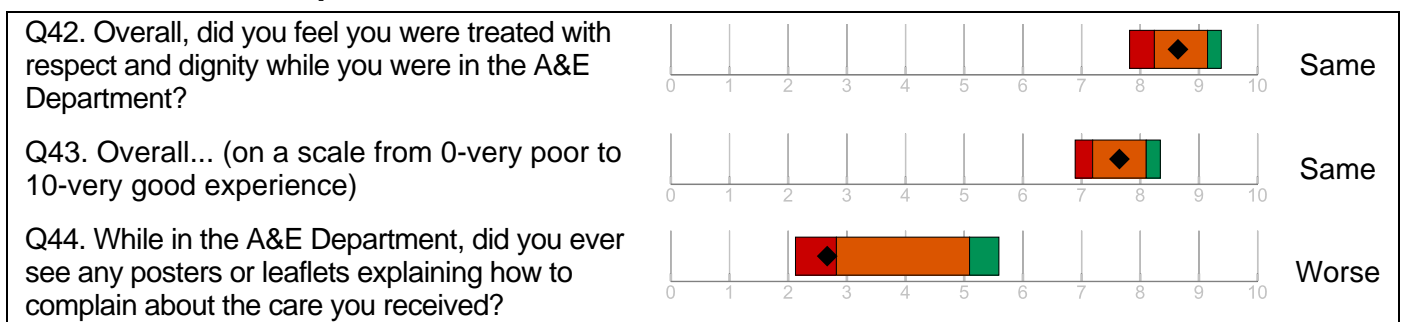 Q42. Overall, did you feel you were treated with
respect and dignity while you were in the A&E
Department?
0 1 2 3 4 5 6 7 8 9 10
Same
Q43. Overall... (on a scale from 0-very poor to
10-very good experience)
0 1 2 3 4 5 6 7 8 9 10
Same
Q44. While in the A&E Department, did you ever
see any posters or leaflets explaining how to
complain about the care you received?
0 1 2 3 4 5 6 7 8 9 10
Worse